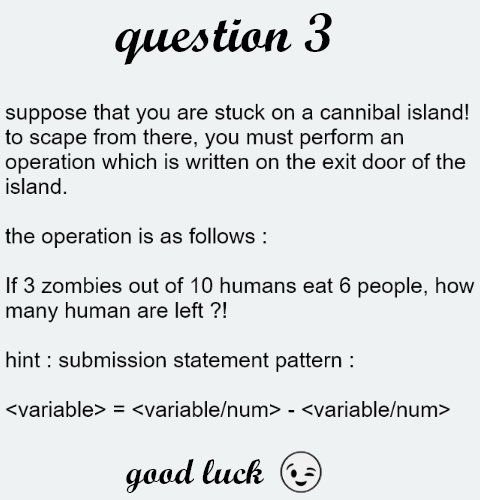 question 3
suppose that you are stuck on a cannibal island!
to scape from there, you must perform an
operation which is written on the exit door of the
island.
the operation is as follows :
If 3 zombies out of 10 humans eat 6 people, how
many human are left ?!
hint : submission statement pattern :
<variable> = <variable/num> - <variable/num>
good luck